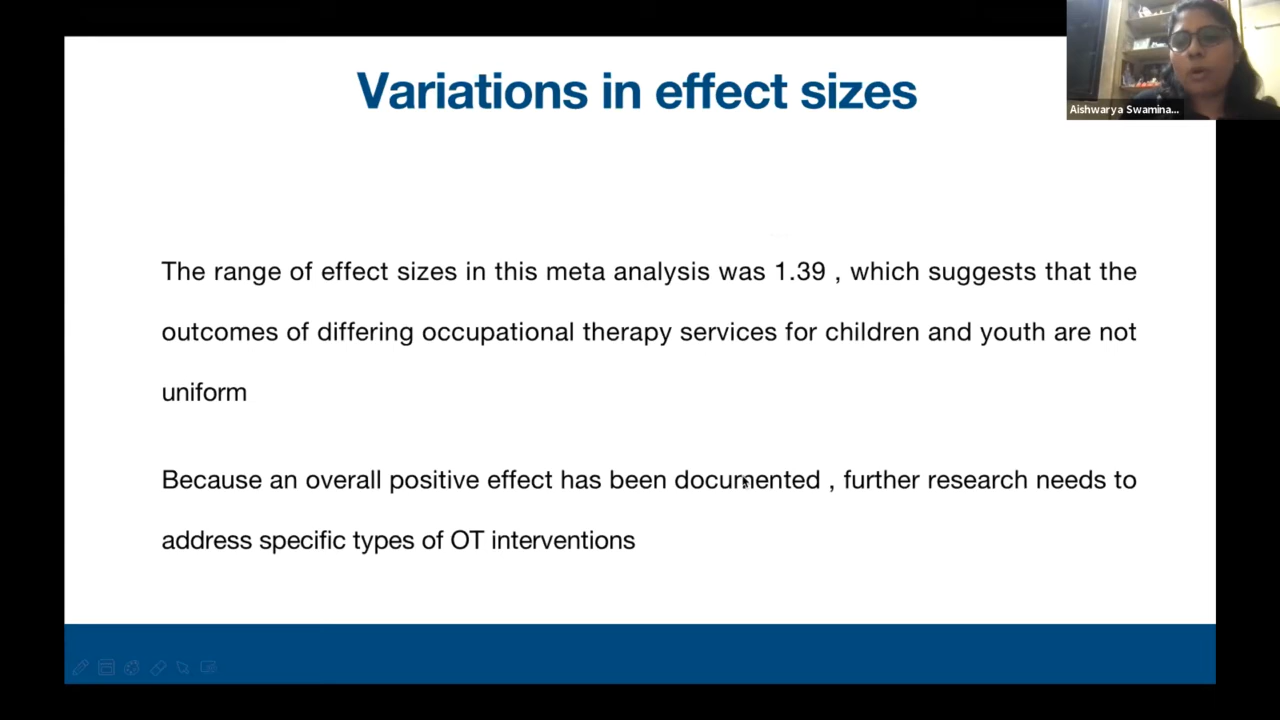 Variations in effect sizes
Aishwarya Swamina...
The range of effect sizes in this meta analysis was 1.39 , which suggests that the
outcomes of differing occupational therapy services for children and youth are not
uniform
Because an overall positive effect has been documented , further research needs to
address specific types of OT interventions